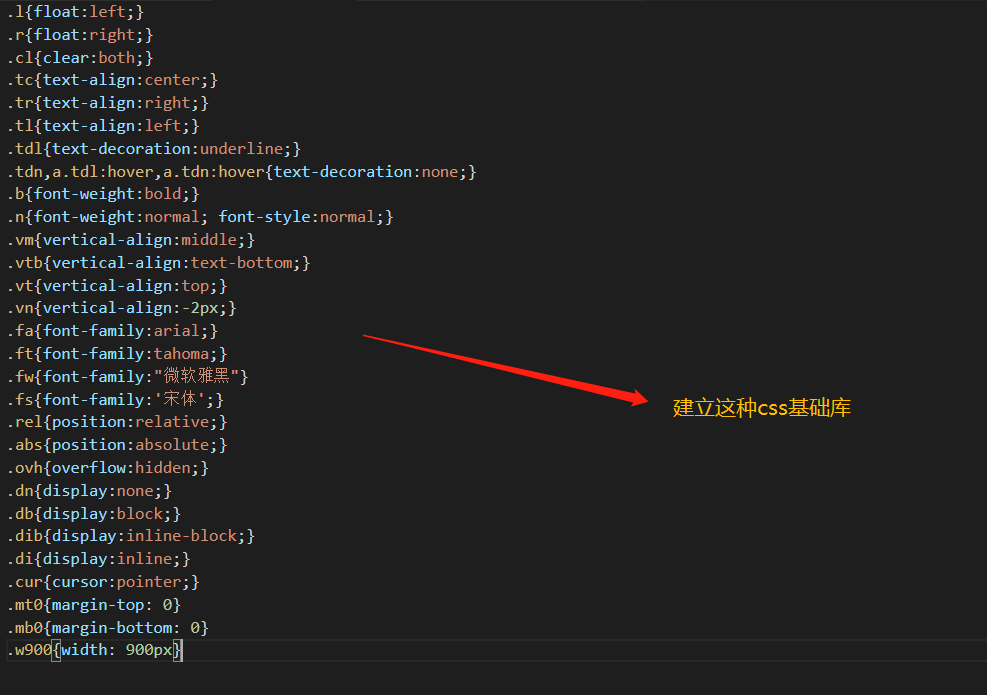 .l{float:left;}
.r{float:right;}
.cl{clear:both;}
.tc{text-align:center;}
.tr{text-align:right;}
.tl{text-align:left;}
.tdl{text-decoration:underline;}
.tdn,a.tdl:hover,a.tdn:hover{text-decoration:none;}
.b{font-weight:bold;}
.n{font-weight:normal; font-style:normal;}
.vm{vertical-align:middle;}
.vtb{vertical-align:text-bottom;}
.vt{vertical-align:top;}
.vn{vertical-align:-2px;}
.fa{font-family:arial;}
.ft{font-family:tahoma;}
.fw{font-family:"微软雅黑"}
.fs{font-family:'宋体';}
建立这种css基础库
.rel{position:relative;}
.abs{position:absolute;}
.ovh{overflow:hidden;}
.dn{display:none;}
.db{display:block;}
.dib{display:inline-block;}
.di{display:inline;}
.cur{cursor:pointer;}
.mt0{margin-top: 0}
.mb0{margin-bottom: 0}
.w900{width: 900px}